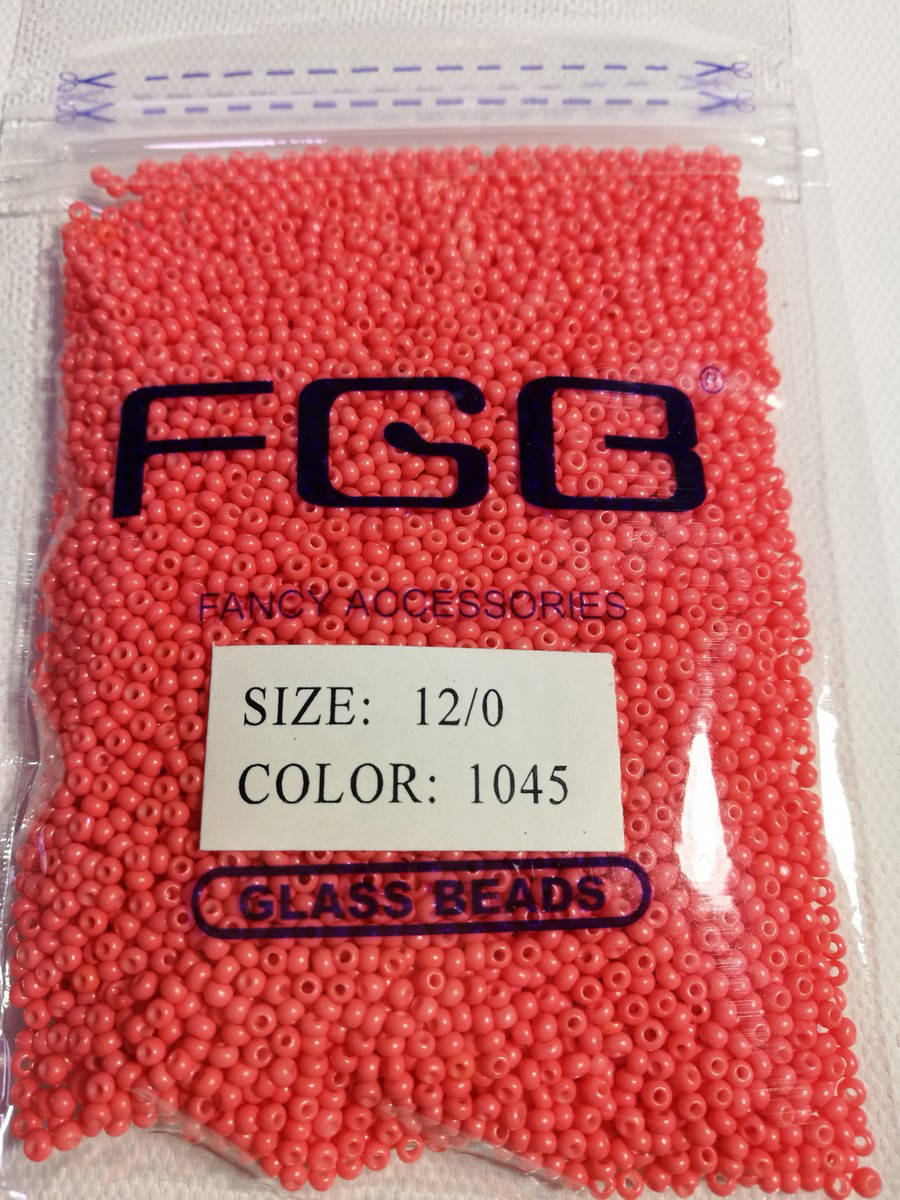 FGB®
FANCY ACCESSORIES
SIZE: 12/0
COLOR: 1045
GLASS BEADS